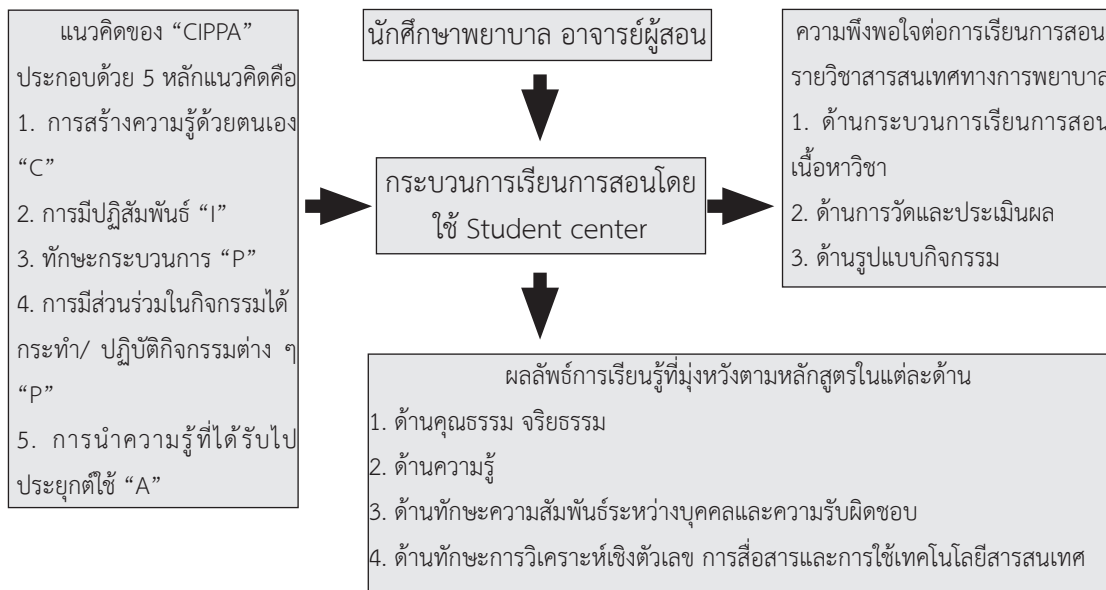 แนวคิดของ “CIPPA”
ประกอบด้วย 5 หลักแนวคิดคือ
1. การสร้างความรู้ด้วยตนเอง
“C”
2. การมีปฏิสัมพันธ์ “I”
3. ทักษะกระบวนการ “P”
4. การมีส่วนร่วมในกิจกรรมได้
กระทำ/ ปฏิบัติกิจกรรมต่าง ๆ
“P”
5. การนำความรู้ที่ได้รับไป
ประยุกต์ใช้ “A”
นักศึกษาพยาบาล อาจารย์ผู้สอน
กระบวนการเรียนการสอนโดย
ใช้ Student center
ความพึงพอใจต่อการเรียนการสอน
รายวิชาสารสนเทศทางการพยาบาล
1. ด้านกระบวนการเรียนการสอน
เนื้อหาวิชา
2. ด้านการวัดและประเมินผล
3. ด้านรูปแบบกิจกรรม
ผลลัพธ์การเรียนรู้ที่มุ่งหวังตามหลักสูตรในแต่ละด้าน
1. ด้านคุณธรรม จริยธรรม
2. ด้านความรู้
3. ด้านทักษะความสัมพันธ์ระหว่างบุคคลและความรับผิดชอบ
4. ด้านทักษะการวิเคราะห์เชิงตัวเลข การสื่อสารและการใช้เทคโนโลยีสารสนเทศ